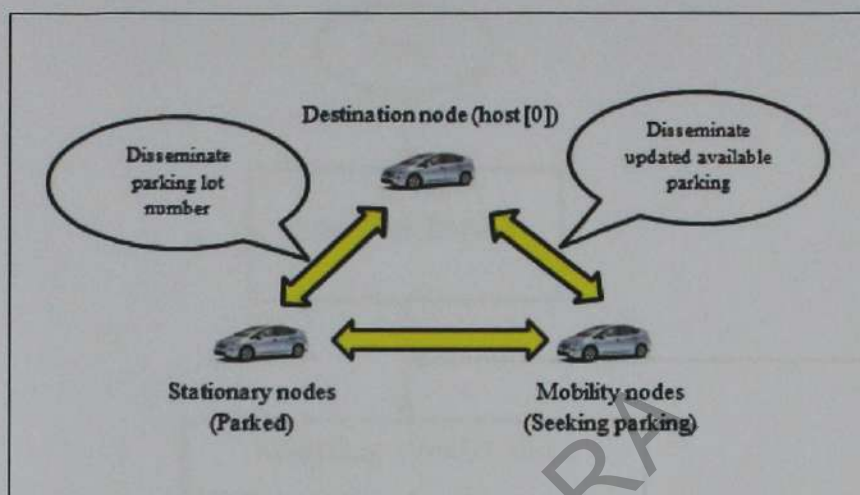 Destination node (host [0])
Disseminate
parking lot
number
Disseminate
updated available
parking
Stationary nodes
(Parked)
Mobility nodes
(Seeking parking)
RA